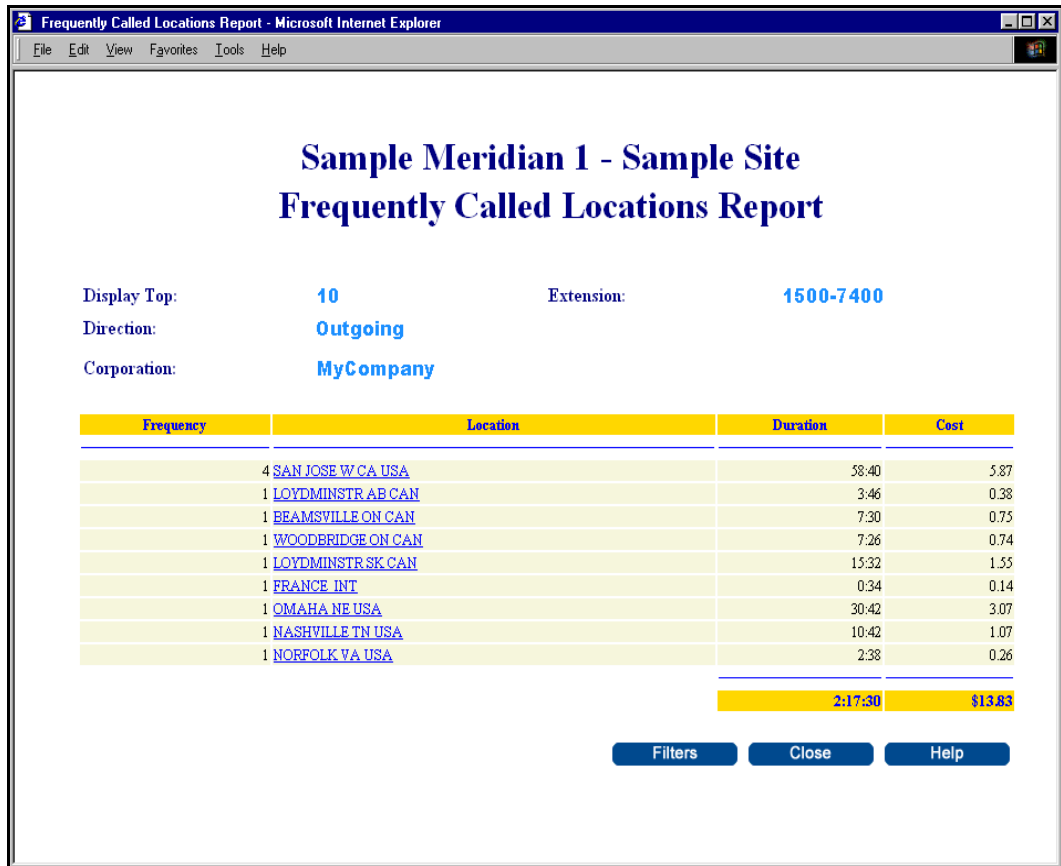 Frequently Called Locations Report - Microsoft Internet Explorer
File Edit View Favorites Tools Help
Sample Meridian 1 - Sample Site
Frequently Called Locations Report
Display Top: 10 Extension: 1500-7400
Direction: Outgoing
Corporation: MyCompany
Frequency Location Duration Cost
4 SAN JOSE W CA USA 58:40 5.87
1 LOYDMINSTR AB CAN 3:46 0.38
1 BEAMSVILLE ON CAN 7:30 0.75
1 WOODBRIDGE ON CAN 7:26 0.74
1 LOYDMINSTR SK CAN 15:32 1.55
1 FRANCE INT 0:34 0.14
1 OMAHA NE USA 30:42 3.07
1 NASHVILLE TN USA 10:42 1.07
1 NORFOLK VA USA 2:38 0.26
2:17:30 $13.83
Filters Close Help